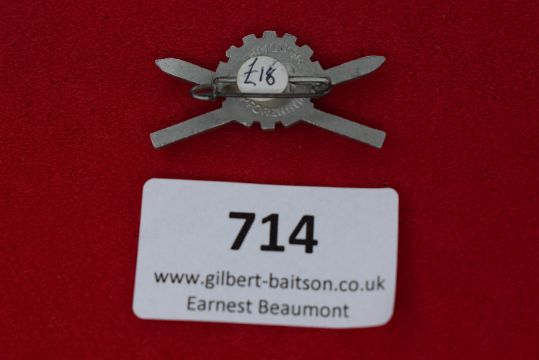 £18
714
www.gilbert-baitson.co.uk
Earnest Beaumont